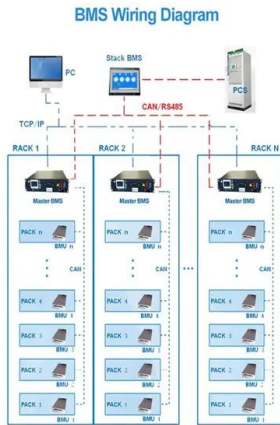 BMS Wiring Diagram
Stack BMS
PC
PCS
CAN/RS485
TCP/IP
RACK 1
RACK 2
RACK N
Master BMS
Master BMS
Master BMS
PACK n
PACK n
PACK n
BMU n
BMU n
BMU n
CAN
CAN
CAN
PACK 4
PACK 4
PACK 4
BMU 4
BMU 4
BMU 4
PACK 3
PACK 3
PACK 3
BMU 3
BMU 3
BMU 3
PACK 2
PACK 2
PACK 2
BMU 2
BMU 2
BMU 2
PACK 1
PACK 1
PACK 1
BMU 1
BMU 1
BMU 1